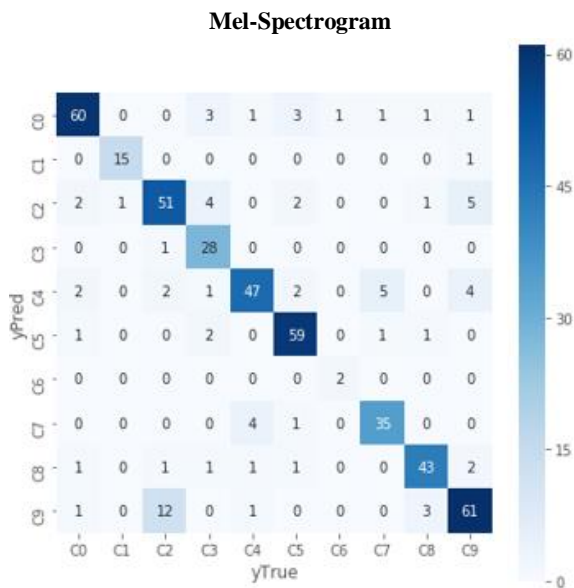 Mel-Spectrogram
C0 60 0 0 3 1 3 1 1 1 1
C1 0 15 0 0 0 0 0 0 0 1
C2 2 1 51 4 0 2 0 0 1 5
C3 0 0 1 28 0 0 0 0 0 0
C4 2 0 2 1 47 2 0 5 0 4
C5 1 0 0 2 0 59 0 1 1 0
C6 0 0 0 0 0 0 2 0 0 0
C7 0 0 0 0 4 1 0 35 0 0
C8 1 0 1 1 1 1 0 0 43 2
C9 1 0 12 0 1 0 0 0 3 61
C0 C1 C2 C3 C4 C5 C6 C7 C8 C9
yTrue
yPred
60
45
30
15
0